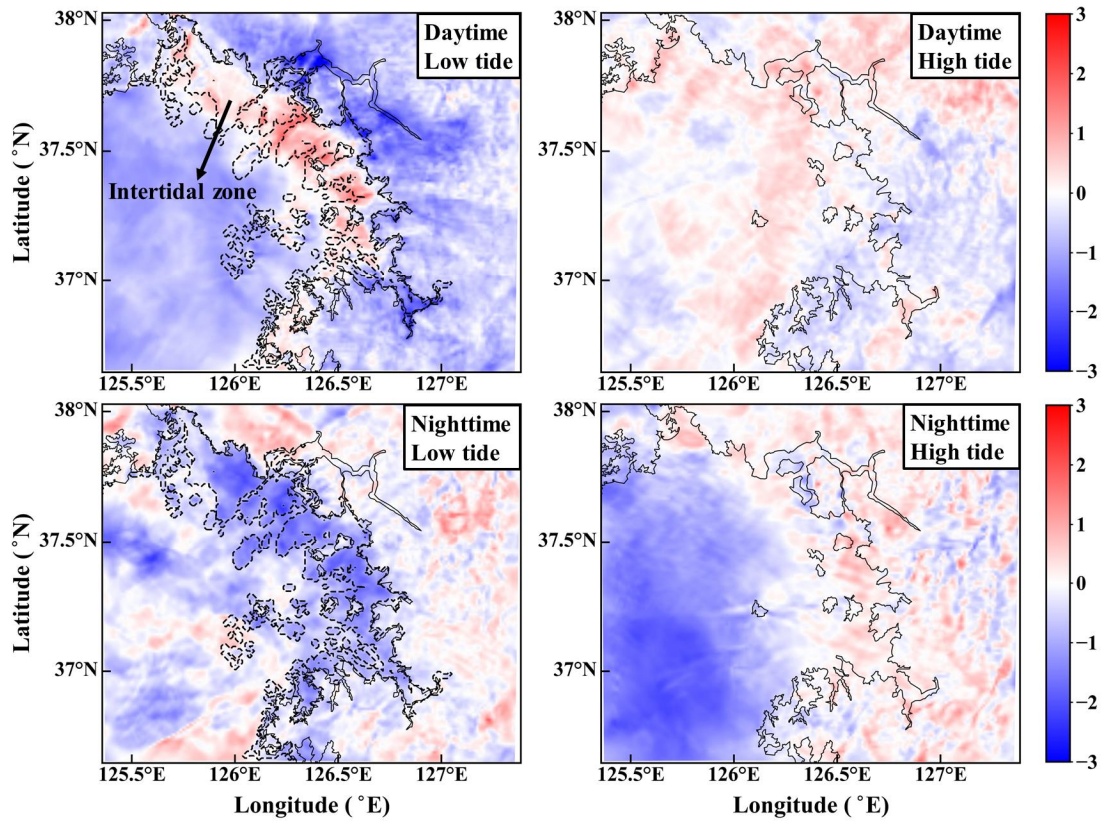 Daytime
Low tide
Intertidal zone
38°N
37.5°N
37°N
Latitude ( °N)
125.5°E
126°E
126.5°E
127°E
Daytime
High tide
38°N
37.5°N
37°N
125.5°E
126°E
126.5°E
127°E
3
2
1
0
−1
−2
−3
Nighttime
Low tide
38°N
37.5°N
37°N
Latitude ( °N)
125.5°E
126°E
126.5°E
127°E
Longitude ( °E)
Nighttime
High tide
38°N
37.5°N
37°N
125.5°E
126°E
126.5°E
127°E
Longitude ( °E)
3
2
1
0
−1
−2
−3